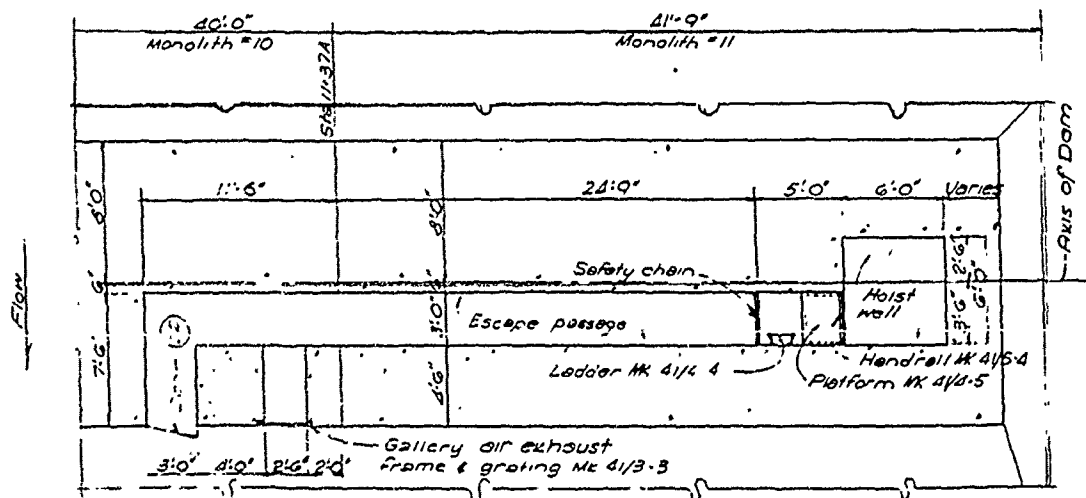 40'-0"
41'-9"
Monolith #10
Monolith #11
Sta 11+37A
Axis of Dam
11'-6"
24'-9"
5'-0"
6'-0"
Varies
8'-0"
8'-0"
Safety chain
Hoist well
2'-6"
6"
Flow
3'-0"
Escape passage
3'-6"
6'-0"
7'-6"
Ladder MK 41/4-4
Handrail MK 41/5-4
Platform MK 41/4-5
4'-6"
Gallery air exhaust
frame & grating Mk 41/3-3
3'-0"
4'-0"
2'-6"
2'-0"